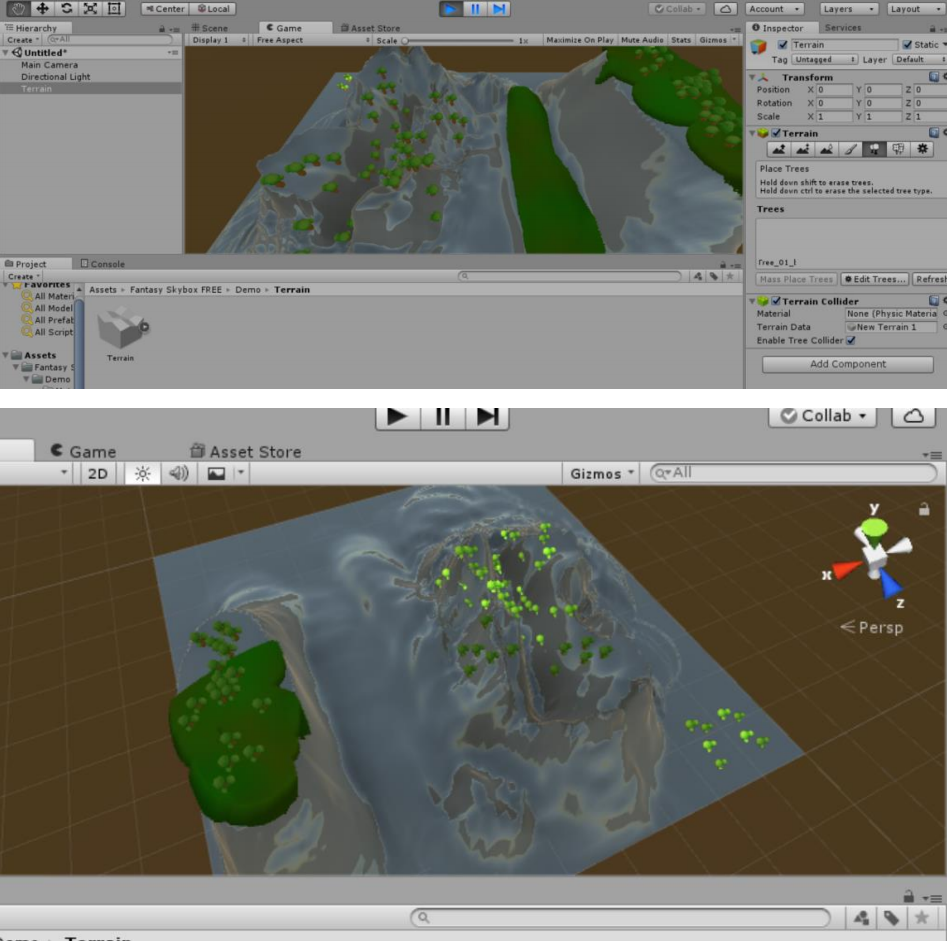 Center Local Collab Account Layers Layout
Hierarchy Scene Game Asset Store Inspector Services
Create All Display 1 Free Aspect Scale 1x Maximize On Play Mute Audio Stats Gizmos Terrain Static
Untitled* Tag Untagged Layer Default
Main Camera
Directional Light Transform
Terrain Position X 0 Y 0 Z 0
Rotation X 0 Y 0 Z 0
Scale X 1 Y 1 Z 1
Terrain
Place Trees
Hold down shift to erase trees.
Hold down ctrl to erase the selected tree type.
Trees
Tree_01_l
Project Console
Create Mass Place Trees Edit Trees... Refresh
Favorites Assets Fantasy Skybox FREE Demo Terrain
All Materi
All Model Terrain Collider
All Prefab Material None (Physic Materia
All Script Terrain Data New Terrain 1
Enable Tree Collider
Assets Terrain
Fantasy S Add Component
Demo
Collab
Game Asset Store
2D Gizmos All
y
x
z
Persp
Terrain